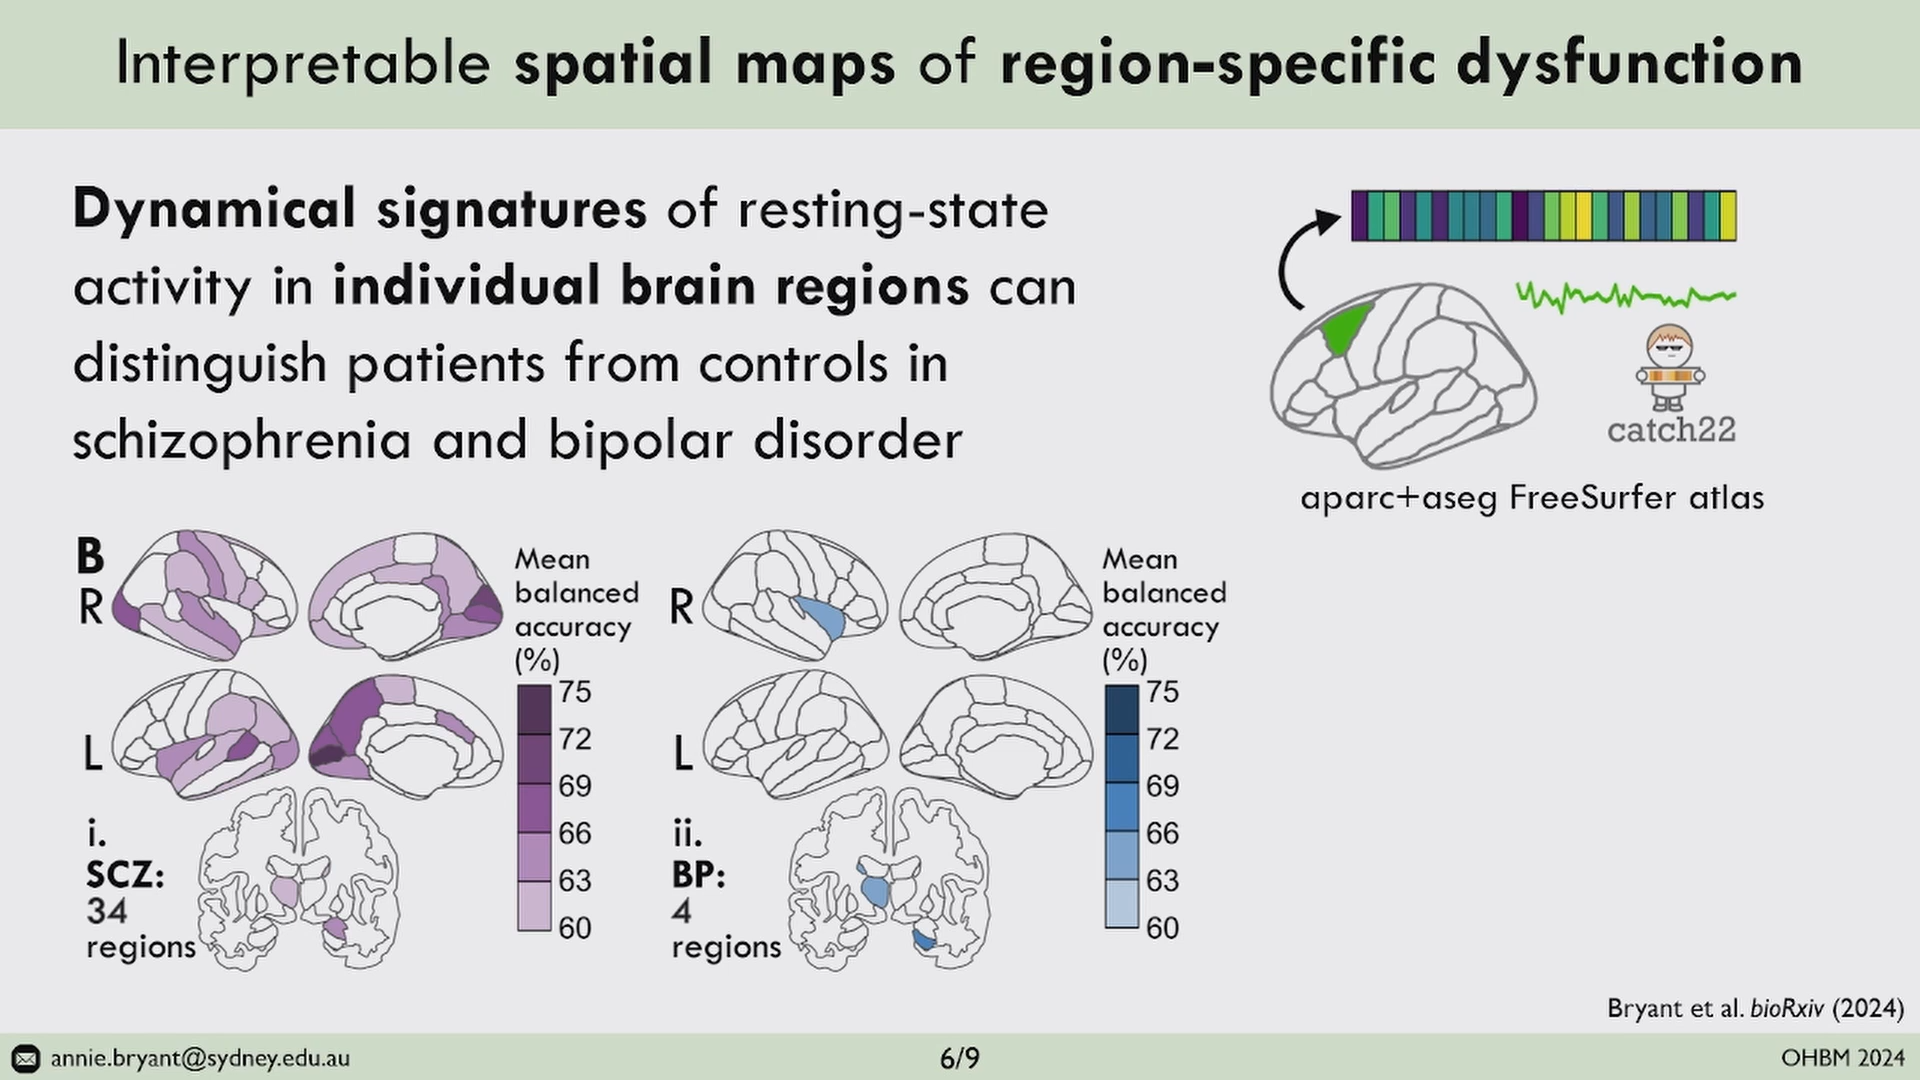 Interpretable spatial maps of region-specific dysfunction
Dynamical signatures of resting-state
activity in individual brain regions can
distinguish patients from controls in
schizophrenia and bipolar disorder
catch22
aparc+aseg FreeSurfer atlas
B
R
L
i.
SCZ:
34
regions
Mean
balanced
accuracy
(%)
75
72
69
66
63
60
R
L
ii.
BP:
4
regions
Mean
balanced
accuracy
(%)
75
72
69
66
63
60
Bryant et al. bioRxiv (2024)
annie.bryant@sydney.edu.au
6/9
OHBM 2024